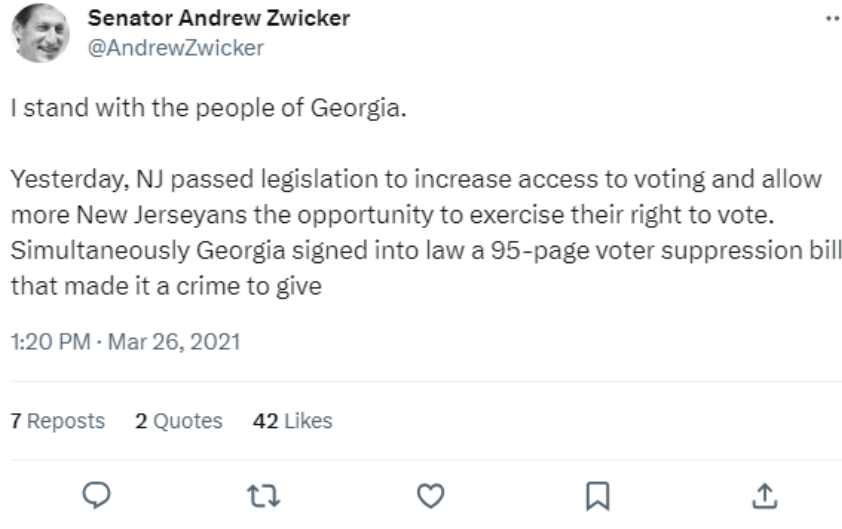 Senator Andrew Zwicker
@AndrewZwicker
I stand with the people of Georgia.
Yesterday, NJ passed legislation to increase access to voting and allow
more New Jerseyans the opportunity to exercise their right to vote.
Simultaneously Georgia signed into law a 95-page voter suppression bill
that made it a crime to give
1:20 PM · Mar 26, 2021
7 Reposts 2 Quotes 42 Likes